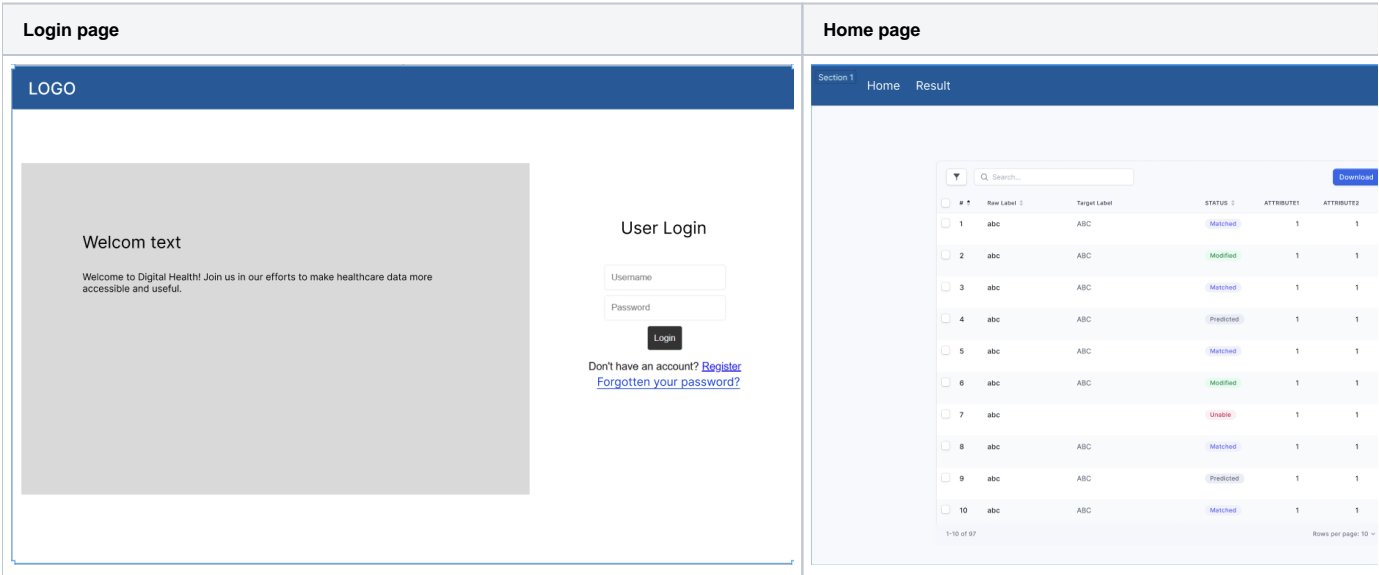 Login page
Home page
LOGO
Welcom text
Welcome to Digital Health! Join us in our efforts to make healthcare data more
accessible and useful.
User Login
Username
Password
Login
Don't have an account? Register
Forgotten your password?
Section 1
Home Result
Search...
Download
# Raw Label Target Label STATUS ATTRIBUTE1 ATTRIBUTE2
1 abc ABC Matched 1 1
2 abc ABC Modified 1 1
3 abc ABC Matched 1 1
4 abc ABC Predicted 1 1
5 abc ABC Matched 1 1
6 abc ABC Modified 1 1
7 abc Unable 1 1
8 abc ABC Matched 1 1
9 abc ABC Predicted 1 1
10 abc ABC Matched 1 1
1-10 of 97
Rows per page: 10